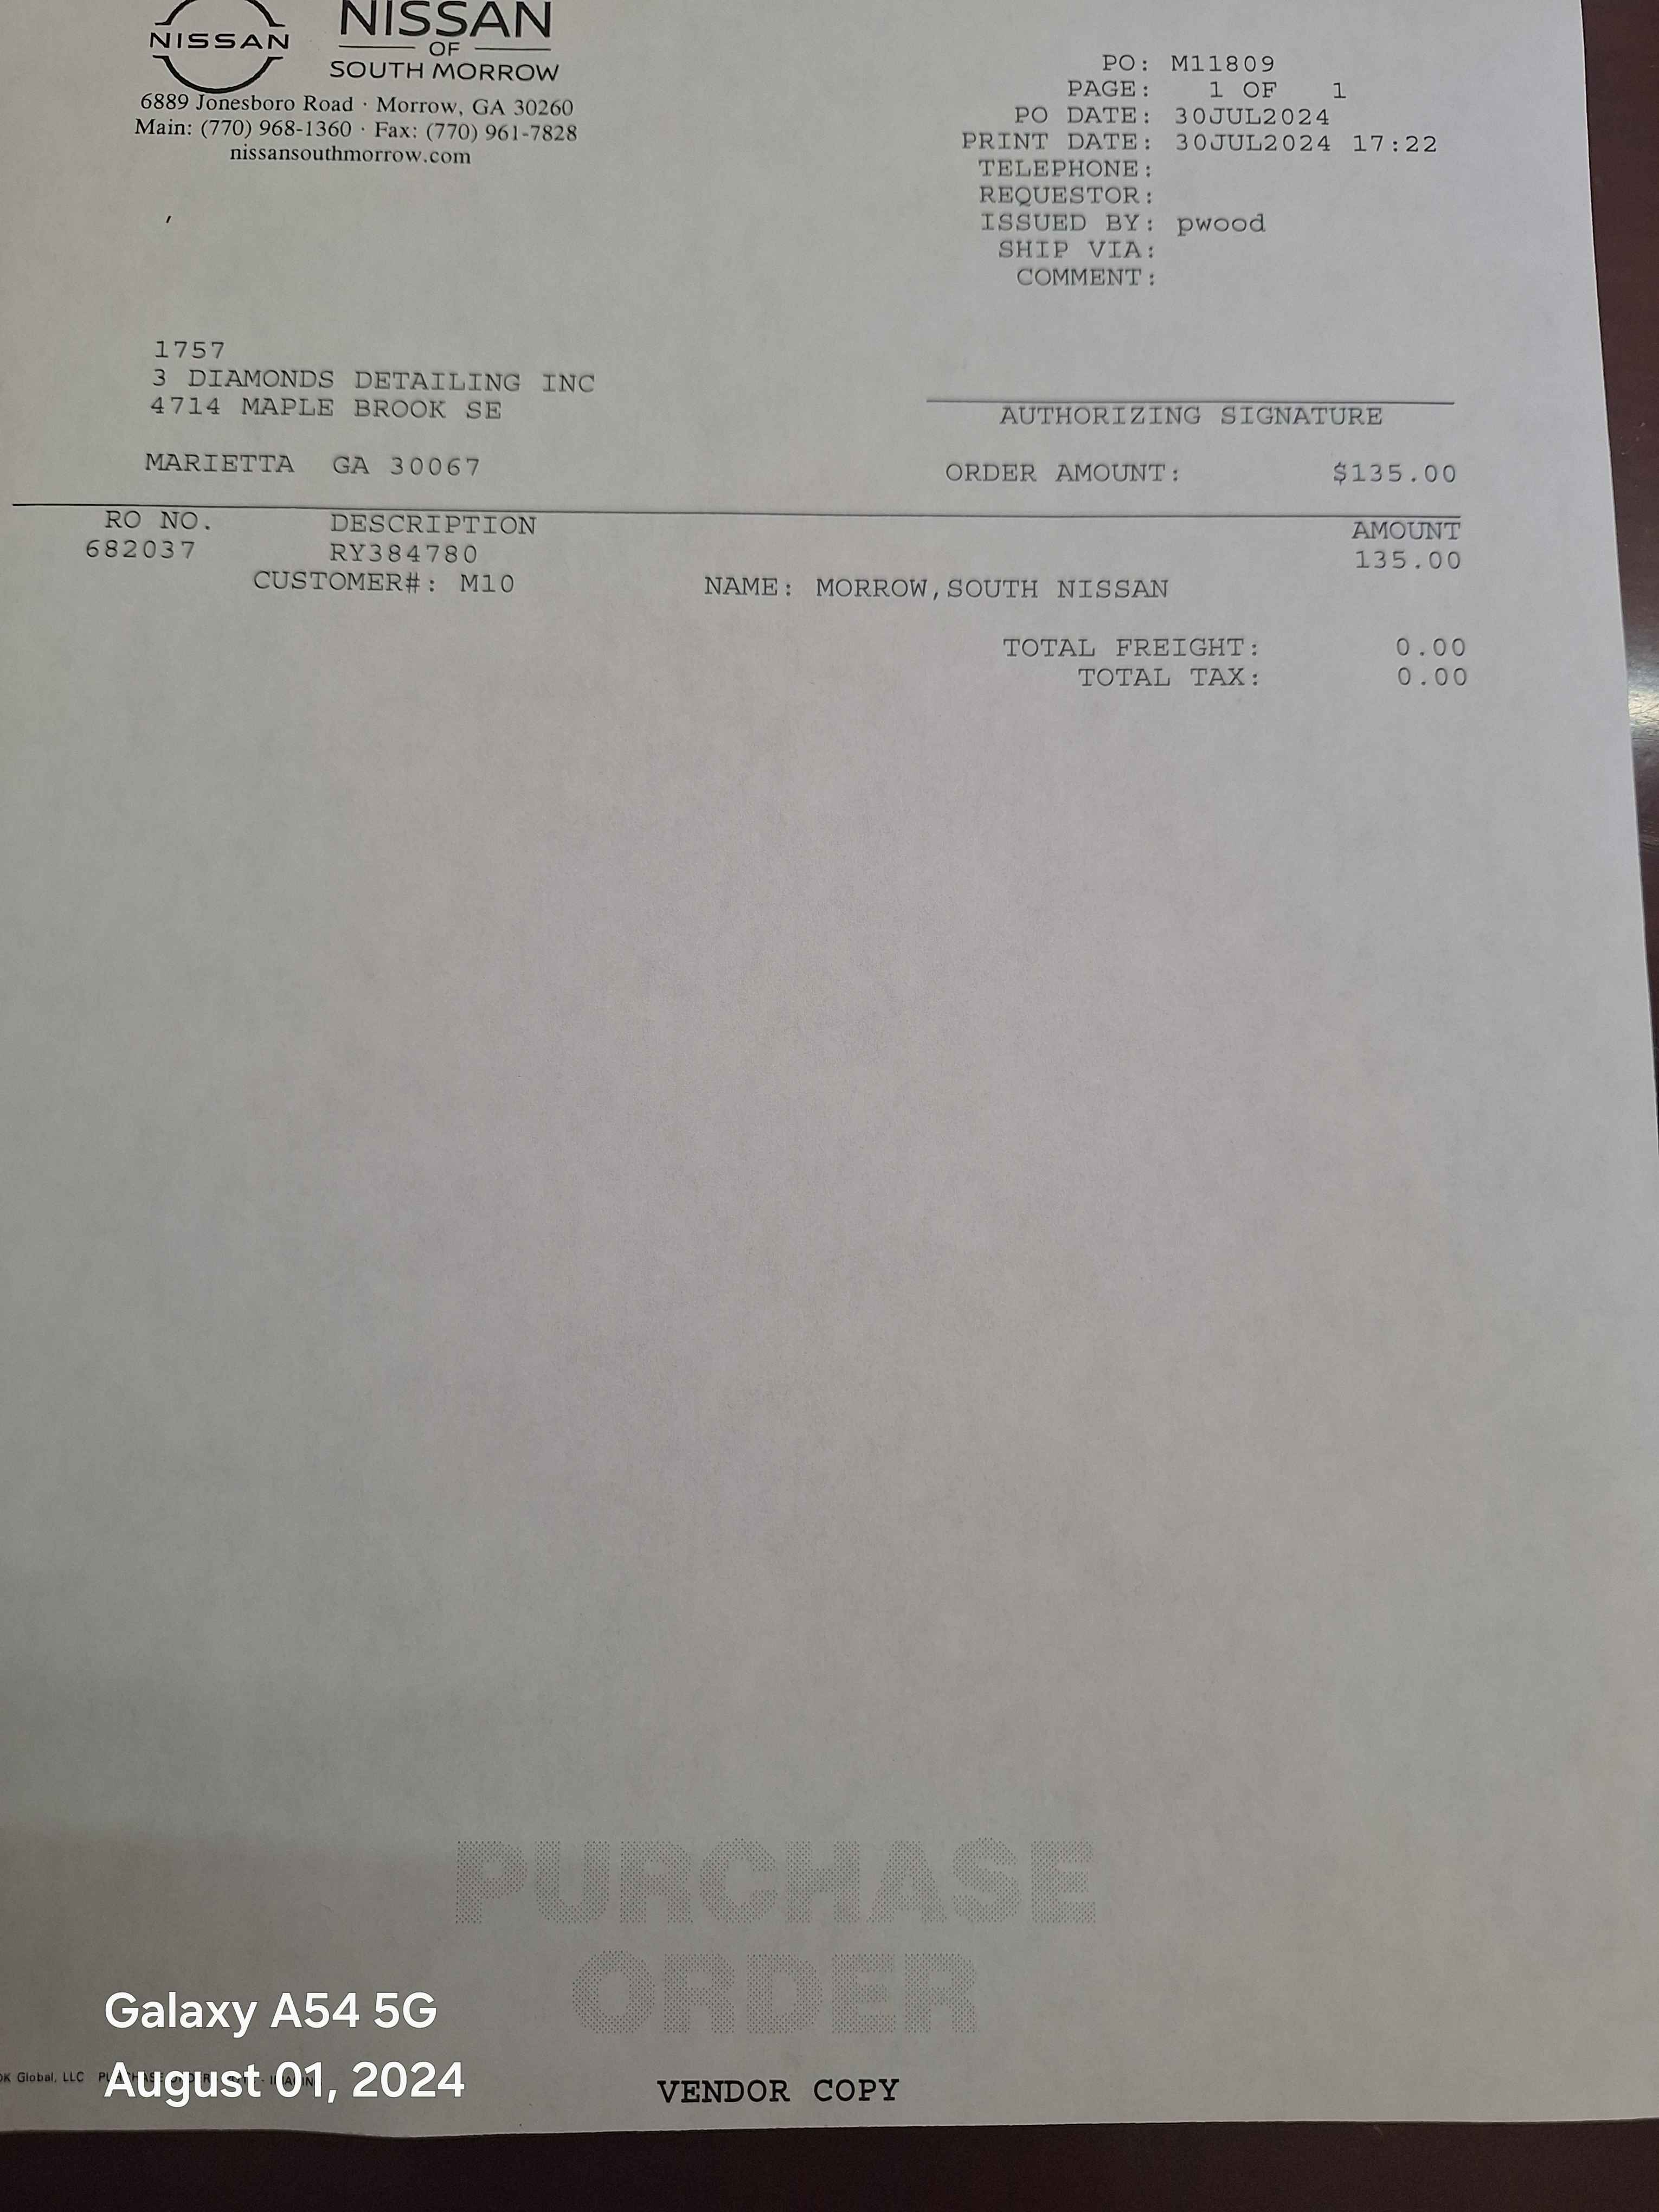 NISSAN
NISSAN
OF
SOUTH MORROW
6889 Jonesboro Road · Morrow, GA 30260
Main: (770) 968-1360 · Fax: (770) 961-7828
nissansouthmorrow.com
PO: M11809
PAGE: 1 OF 1
PO DATE: 30JUL2024
PRINT DATE: 30JUL2024 17:22
TELEPHONE:
REQUESTOR:
ISSUED BY: pwood
SHIP VIA:
COMMENT:
1757
3 DIAMONDS DETAILING INC
4714 MAPLE BROOK SE
MARIETTA GA 30067
AUTHORIZING SIGNATURE
ORDER AMOUNT: $135.00
RO NO. DESCRIPTION AMOUNT
682037 RY384780 135.00
CUSTOMER#: M10 NAME: MORROW,SOUTH NISSAN
TOTAL FREIGHT: 0.00
TOTAL TAX: 0.00
PURCHASE
ORDER
Galaxy A54 5G
Global, LLC
August 01, 2024
VENDOR COPY